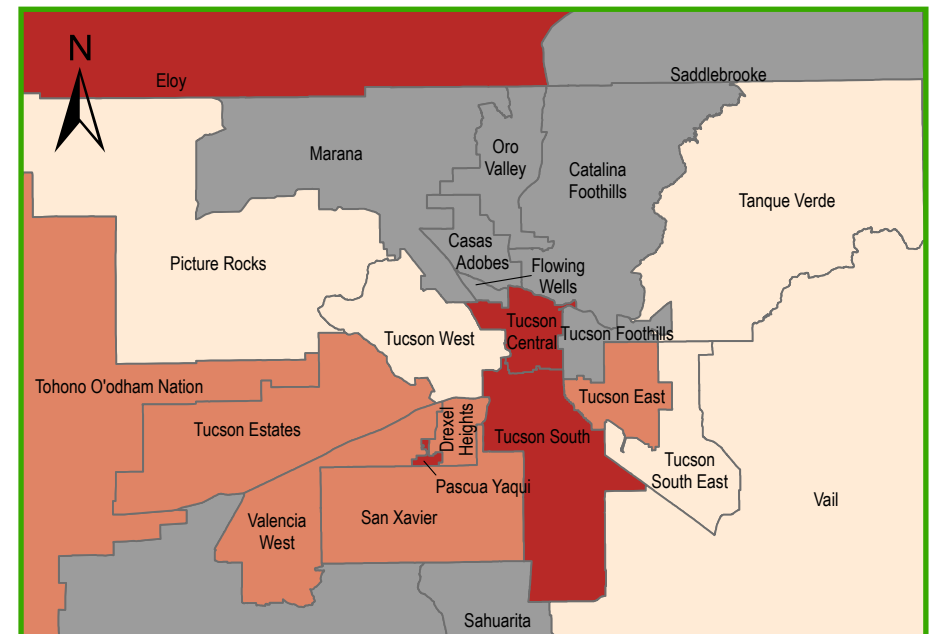 N
Eloy
Saddlebrooke
Marana
Oro
Valley
Catalina
Foothills
Tanque Verde
Picture Rocks
Casas
Adobes
Flowing
Wells
Tucson West
Tucson
Central
Tucson Foothills
Tohono O'odham Nation
Tucson Estates
Drexel
Heights
Tucson East
Tucson South
Tucson
South East
Pascua Yaqui
Vail
Valencia
West
San Xavier
Sahuarita